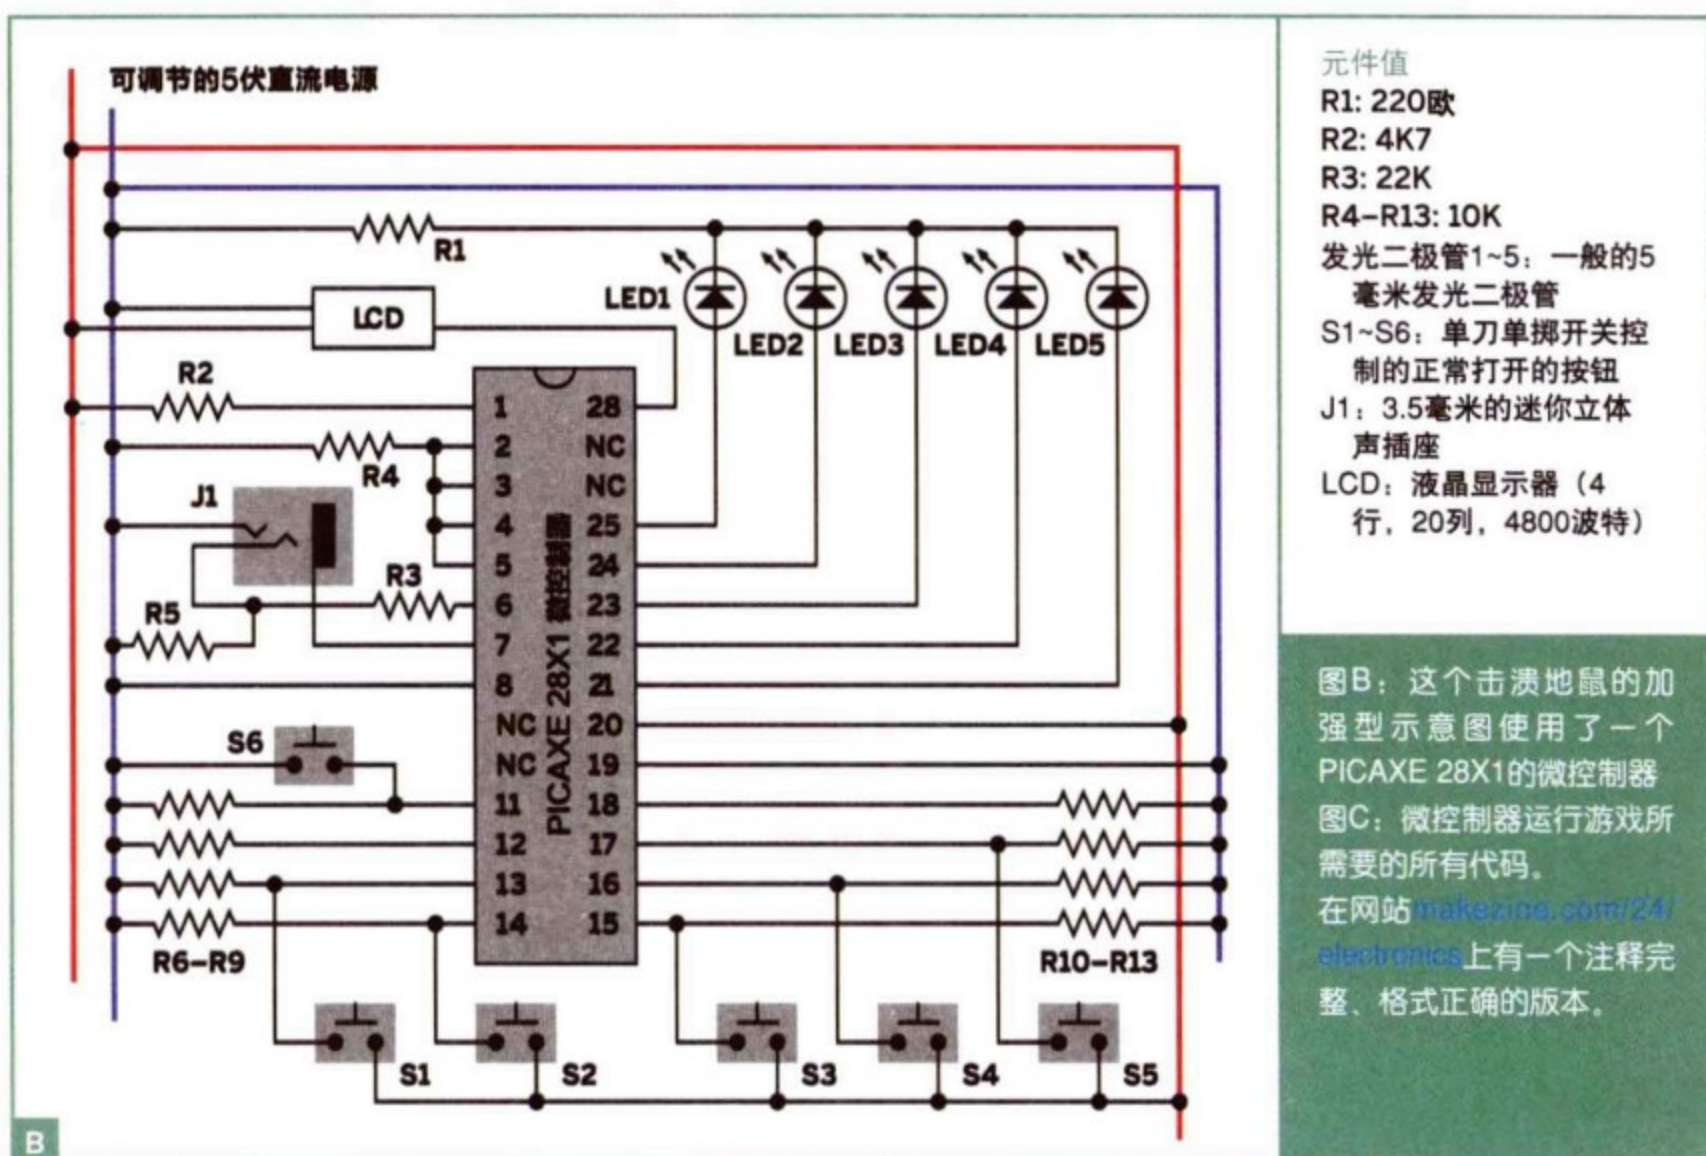 可调节的5伏直流电源
R1
LCD
LED1
LED2
LED3
LED4
LED5
R2
R4
J1
R3
R5
S6
1
2
3
4
5
6
7
8
NC
NC
11
12
13
14
PICAXE 28X1 微控制器
28
NC
NC
25
24
23
22
21
20
19
18
17
16
15
R6–R9
R10–R13
S1
S2
S3
S4
S5
B
元件值
R1: 220欧
R2: 4K7
R3: 22K
R4–R13: 10K
发光二极管1~5：一般的5
毫米发光二极管
S1~S6：单刀单掷开关控
制的正常打开的按钮
J1：3.5毫米的迷你立体
声插座
LCD：液晶显示器（4
行，20列，4800波特）
图B：这个击溃地鼠的加
强型示意图使用了一个
PICAXE 28X1的微控制器
图C：微控制器运行游戏所
需要的所有代码。
在网站makezine.com/24/
electronics上有一个注释完
整、格式正确的版本。